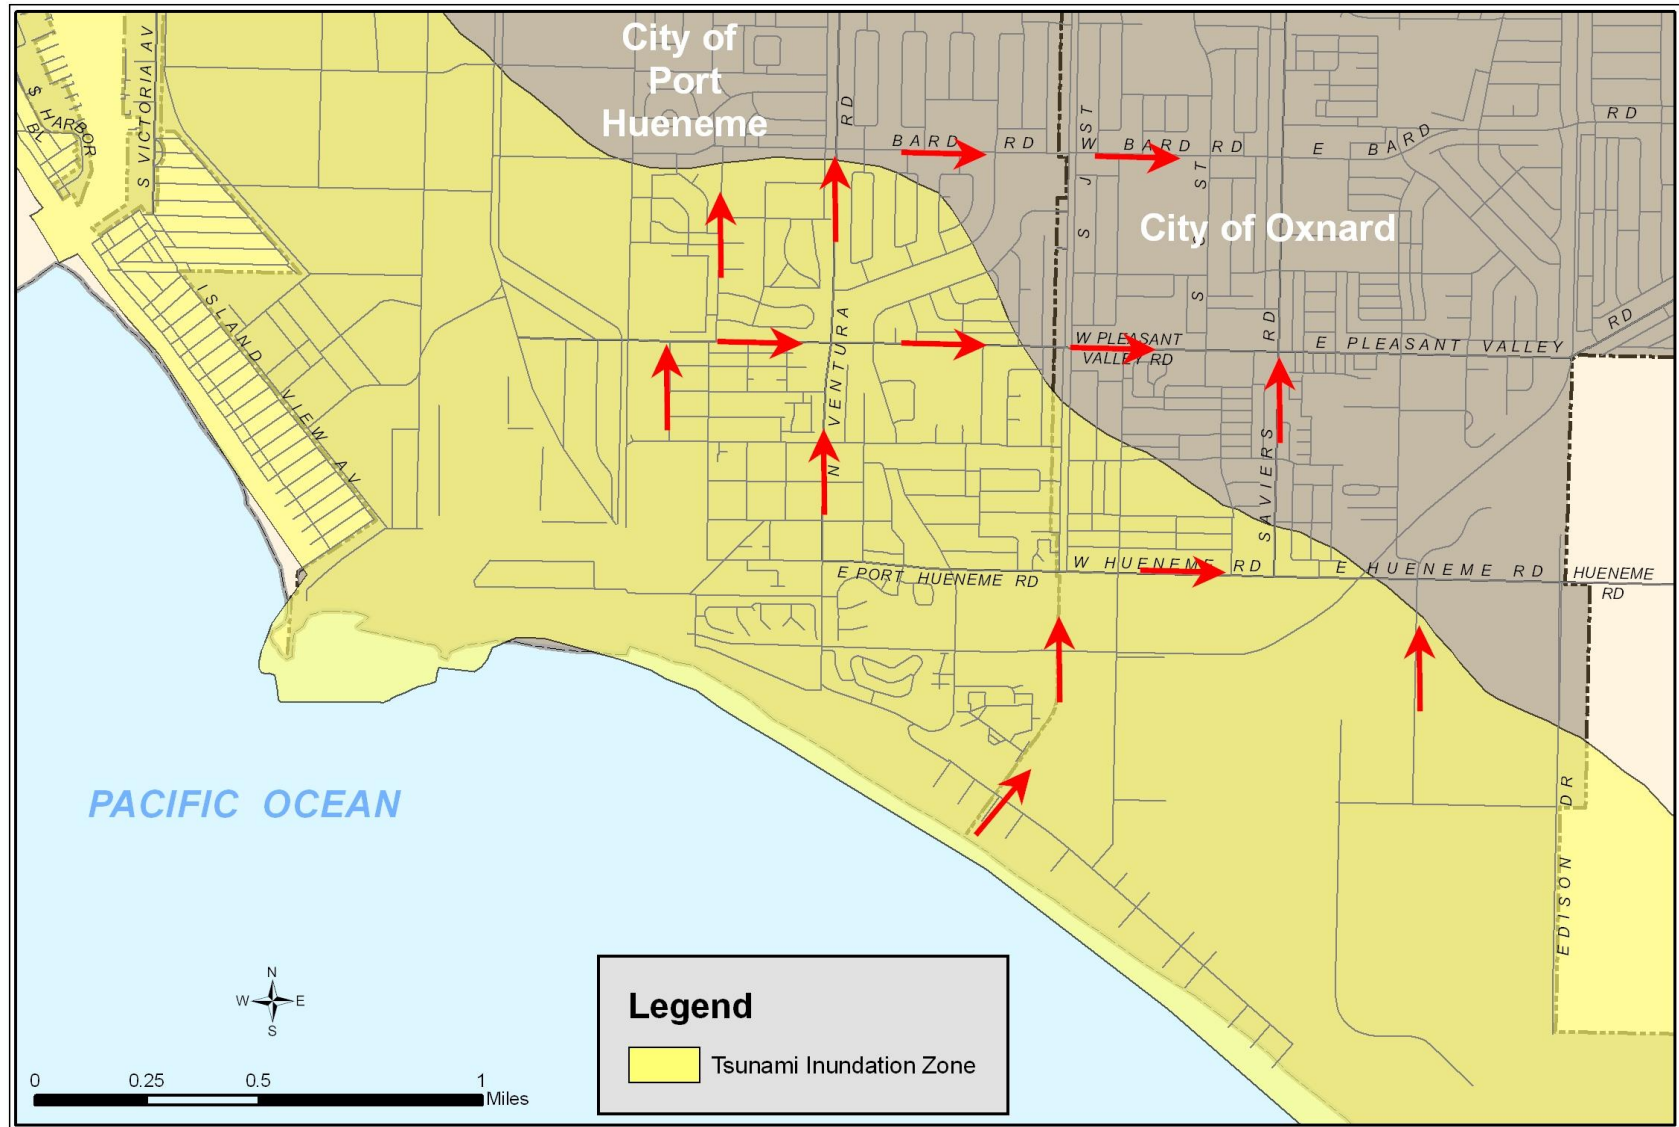 City of
Port
Hueneme
City of Oxnard
S VICTORIA AV
S HARBOR
BL
ISLAND VIEW AV
BARD RD
W BARD RD
E BARD
RD
RD
S J ST
S S ST
W PLEASANT
VALLEY RD
E PLEASANT VALLEY
RD
N VENTURA
RD
SAVIERS RD
E PORT HUENEME RD
W HUENEME RD
E HUENEME RD
HUENEME
RD
EDISON DR
PACIFIC OCEAN
N
W E
S
0 0.25 0.5 1
Miles
Legend
Tsunami Inundation Zone